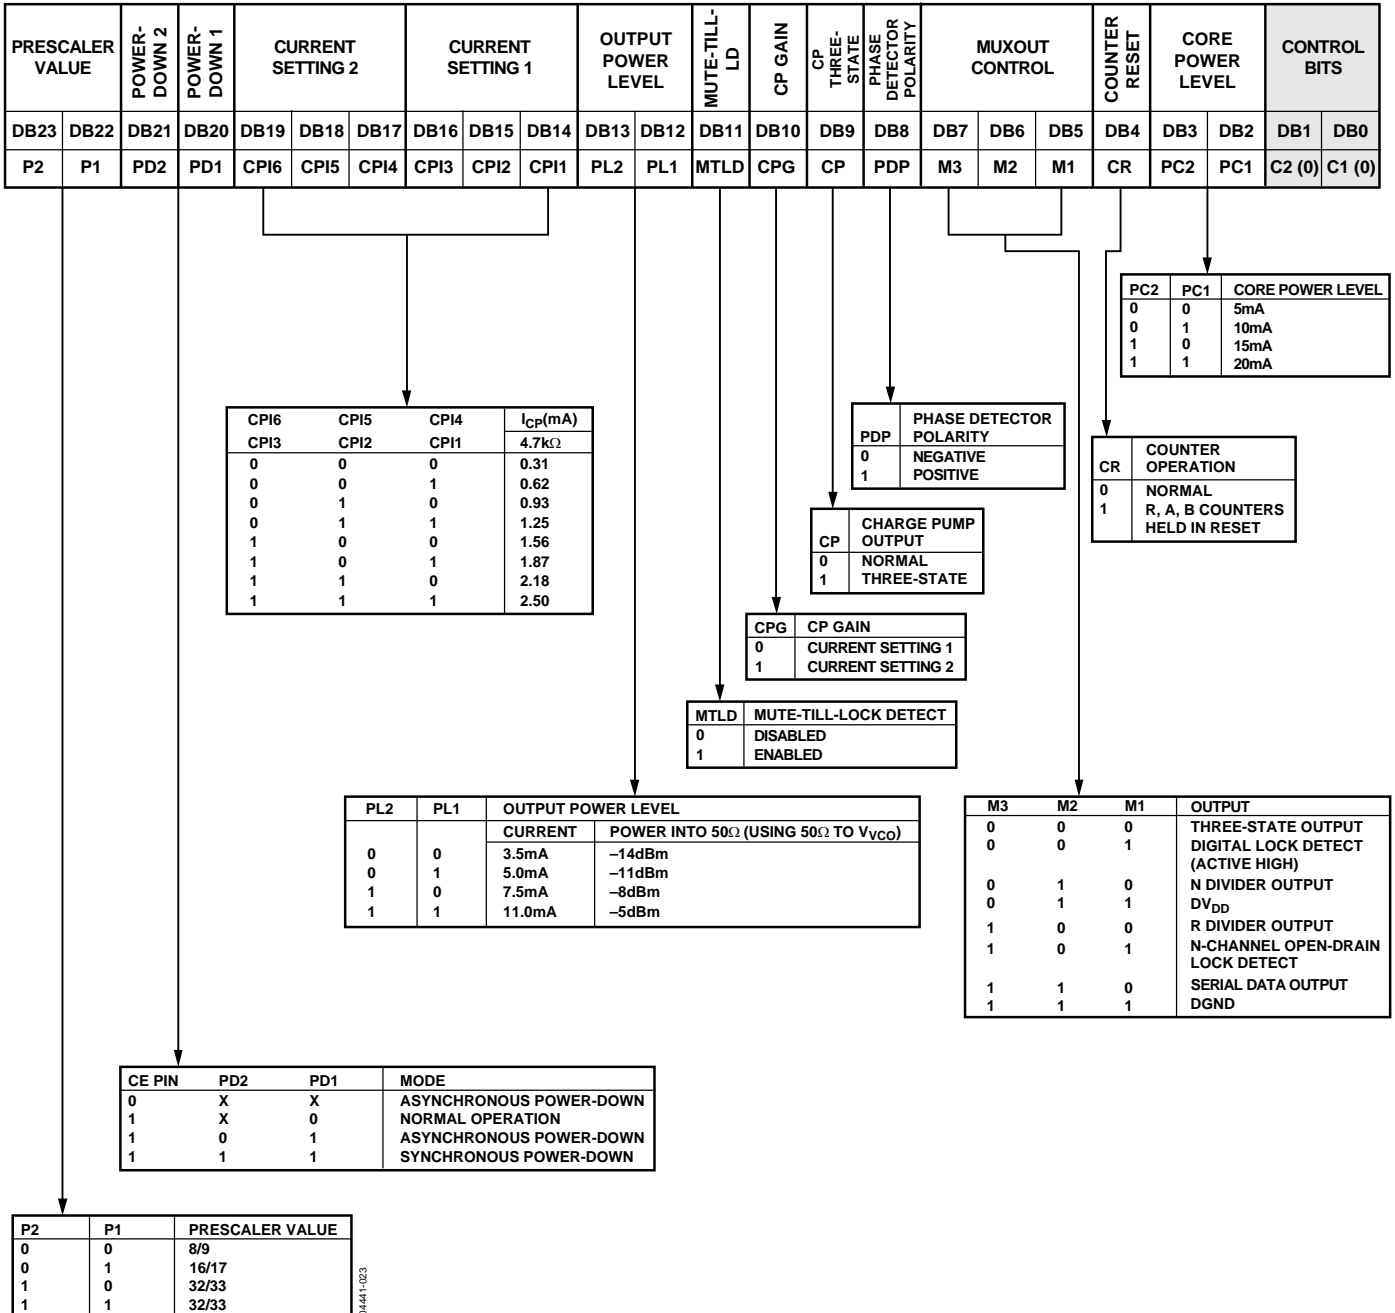 PRESCALER VALUE
POWER-DOWN 2
POWER-DOWN 1
CURRENT SETTING 2
CURRENT SETTING 1
OUTPUT POWER LEVEL
MUTE-TILL-LD
CP GAIN
CP THREE-STATE
PHASE DETECTOR POLARITY
MUXOUT CONTROL
COUNTER RESET
CORE POWER LEVEL
CONTROL BITS
DB23 DB22 DB21 DB20 DB19 DB18 DB17 DB16 DB15 DB14 DB13 DB12 DB11 DB10 DB9 DB8 DB7 DB6 DB5 DB4 DB3 DB2 DB1 DB0
P2 P1 PD2 PD1 CPI6 CPI5 CPI4 CPI3 CPI2 CPI1 PL2 PL1 MTLD CPG CP PDP M3 M2 M1 CR PC2 PC1 C2 (0) C1 (0)
PC2 PC1 CORE POWER LEVEL
0 0 5mA
0 1 10mA
1 0 15mA
1 1 20mA
CPI6 CPI5 CPI4 ICP(mA)
CPI3 CPI2 CPI1 4.7kΩ
0 0 0 0.31
0 0 1 0.62
0 1 0 0.93
0 1 1 1.25
1 0 0 1.56
1 0 1 1.87
1 1 0 2.18
1 1 1 2.50
PHASE DETECTOR
PDP POLARITY
0 NEGATIVE
1 POSITIVE
COUNTER
CR OPERATION
0 NORMAL
1 R, A, B COUNTERS
HELD IN RESET
CHARGE PUMP
CP OUTPUT
0 NORMAL
1 THREE-STATE
CPG CP GAIN
0 CURRENT SETTING 1
1 CURRENT SETTING 2
MTLD MUTE-TILL-LOCK DETECT
0 DISABLED
1 ENABLED
PL2 PL1 OUTPUT POWER LEVEL
CURRENT POWER INTO 50Ω (USING 50Ω TO VVCO)
0 0 3.5mA –14dBm
0 1 5.0mA –11dBm
1 0 7.5mA –8dBm
1 1 11.0mA –5dBm
M3 M2 M1 OUTPUT
0 0 0 THREE-STATE OUTPUT
0 0 1 DIGITAL LOCK DETECT
(ACTIVE HIGH)
0 1 0 N DIVIDER OUTPUT
0 1 1 DVDD
1 0 0 R DIVIDER OUTPUT
1 0 1 N-CHANNEL OPEN-DRAIN
LOCK DETECT
1 1 0 SERIAL DATA OUTPUT
1 1 1 DGND
CE PIN PD2 PD1 MODE
0 X X ASYNCHRONOUS POWER-DOWN
1 X 0 NORMAL OPERATION
1 0 1 ASYNCHRONOUS POWER-DOWN
1 1 1 SYNCHRONOUS POWER-DOWN
P2 P1 PRESCALER VALUE
0 0 8/9
0 1 16/17
1 0 32/33
1 1 32/33
04441-023